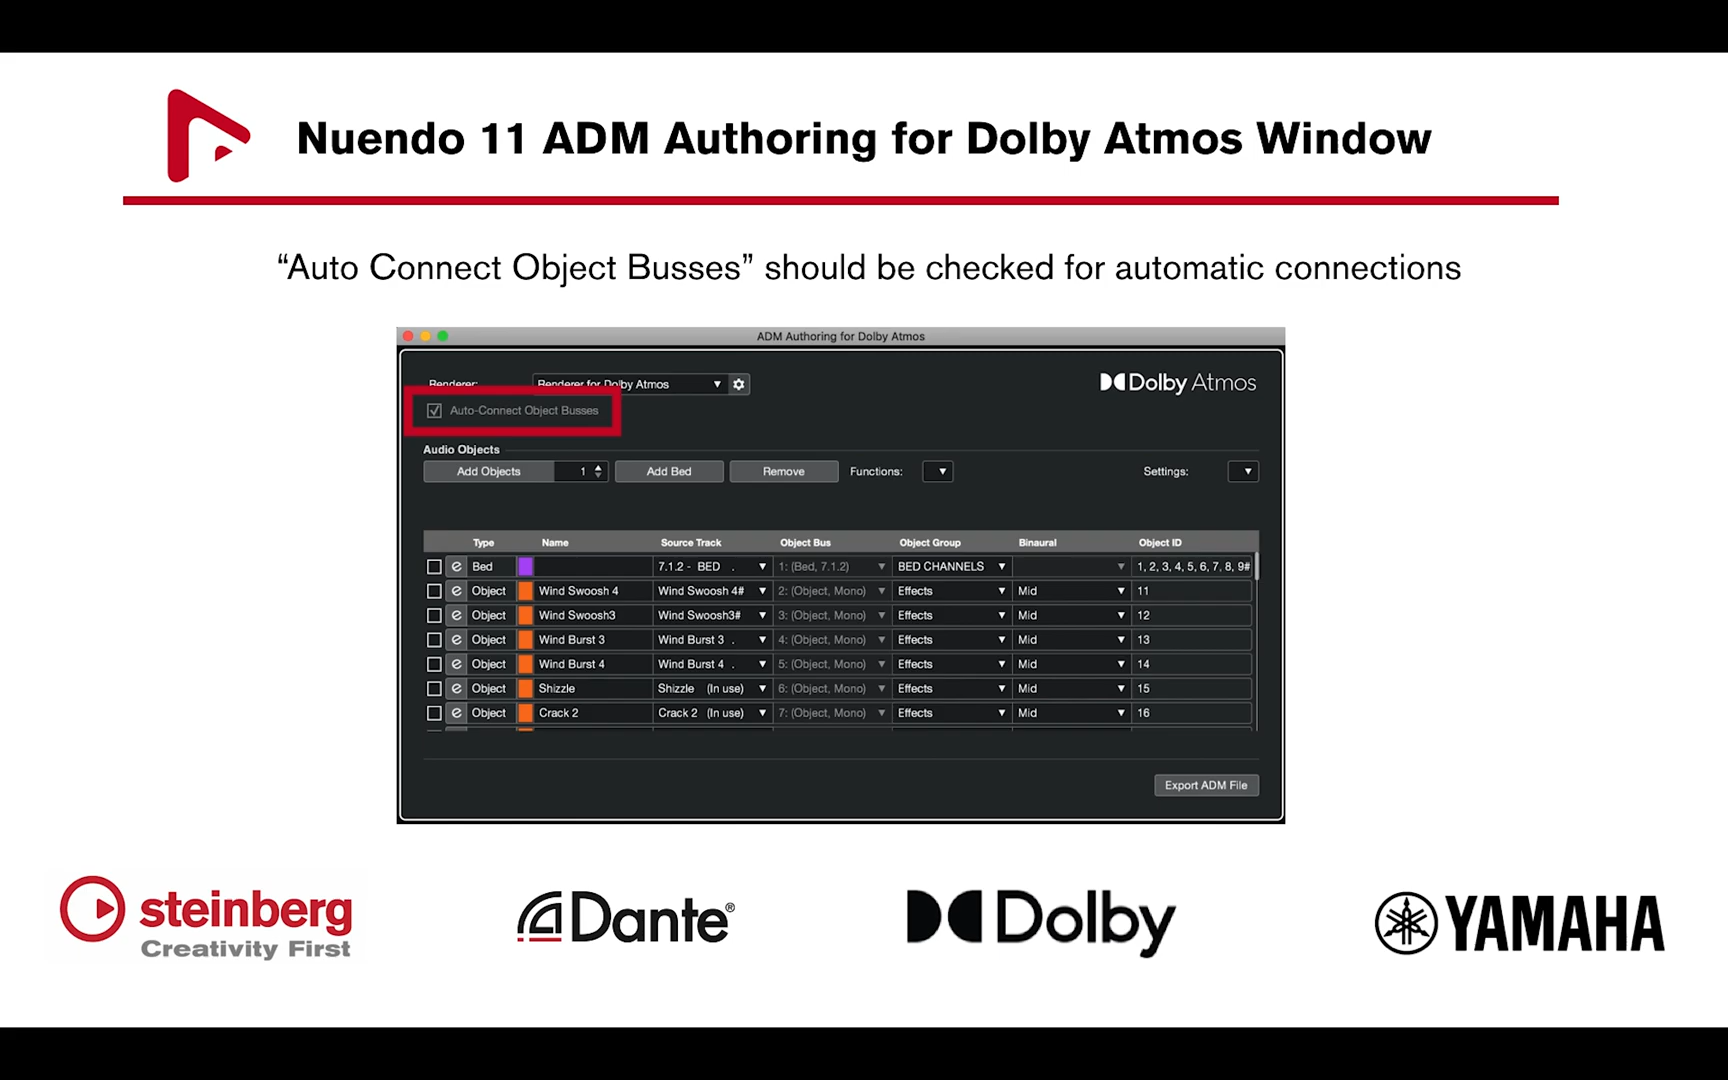 Nuendo 11 ADM Authoring for Dolby Atmos Window
“Auto Connect Object Busses” should be checked for automatic connections
ADM Authoring for Dolby Atmos
Renderer: Renderer for Dolby Atmos
Dolby Atmos
Auto-Connect Object Busses
Audio Objects
Add Objects 1 Add Bed Remove Functions: Settings:
Type Name Source Track Object Bus Object Group Binaural Object ID
e Bed 7.1.2 - BED . 1: (Bed, 7.1.2) BED CHANNELS 1, 2, 3, 4, 5, 6, 7, 8, 9#
e Object Wind Swoosh 4 Wind Swoosh 4# 2: (Object, Mono) Effects Mid 11
e Object Wind Swoosh3 Wind Swoosh3# 3: (Object, Mono) Effects Mid 12
e Object Wind Burst 3 Wind Burst 3 . 4: (Object, Mono) Effects Mid 13
e Object Wind Burst 4 Wind Burst 4 . 5: (Object, Mono) Effects Mid 14
e Object Shizzle Shizzle (In use) 6: (Object, Mono) Effects Mid 15
e Object Crack 2 Crack 2 (In use) 7: (Object, Mono) Effects Mid 16
Export ADM File
steinberg
Creativity First
Dante®
Dolby
YAMAHA